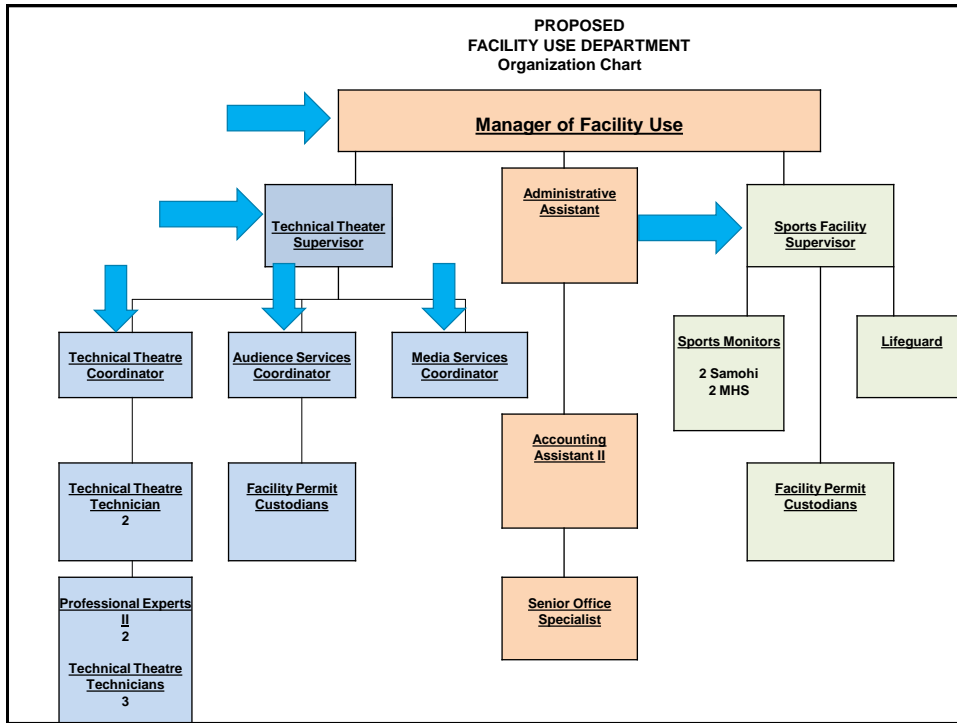 PROPOSED
FACILITY USE DEPARTMENT
Organization Chart
Manager of Facility Use
Technical Theater
Supervisor
Administrative
Assistant
Sports Facility
Supervisor
Technical Theatre
Coordinator
Audience Services
Coordinator
Media Services
Coordinator
Sports Monitors
2 Samohi
2 MHS
Lifeguard
Technical Theatre
Technician
2
Facility Permit
Custodians
Accounting
Assistant II
Facility Permit
Custodians
Professional Experts
II
2
Technical Theatre
Technicians
3
Senior Office
Specialist